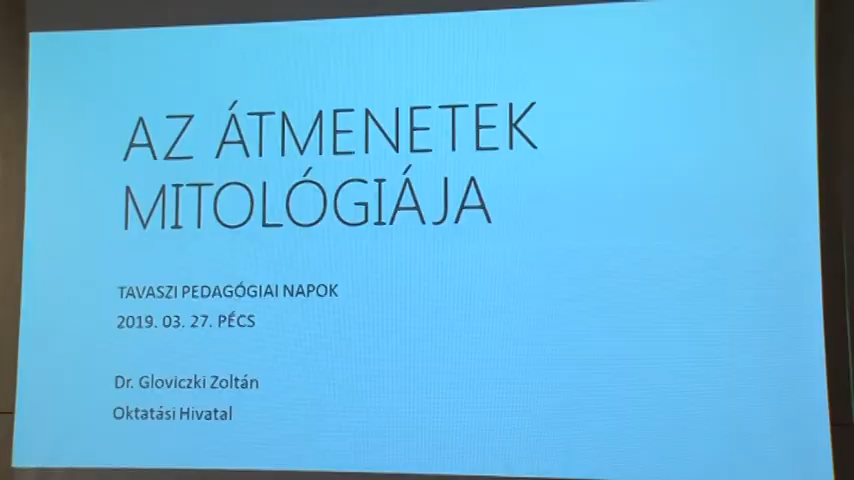 AZ ÁTMENETEK
MITOLÓGIÁJA
TAVASZI PEDAGÓGIAI NAPOK
2019. 03. 27. PÉCS
Dr. Gloviczki Zoltán
Oktatási Hivatal